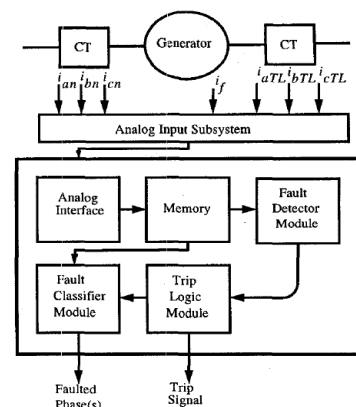 CT
Generator
CT
i_an i_bn i_cn
i_f
i_aTL i_bTL i_cTL
Analog Input Subsystem
Analog
Interface
Memory
Fault
Detector
Module
Fault
Classifier
Module
Trip
Logic
Module
Faulted
Phase(s)
Trip
Signal